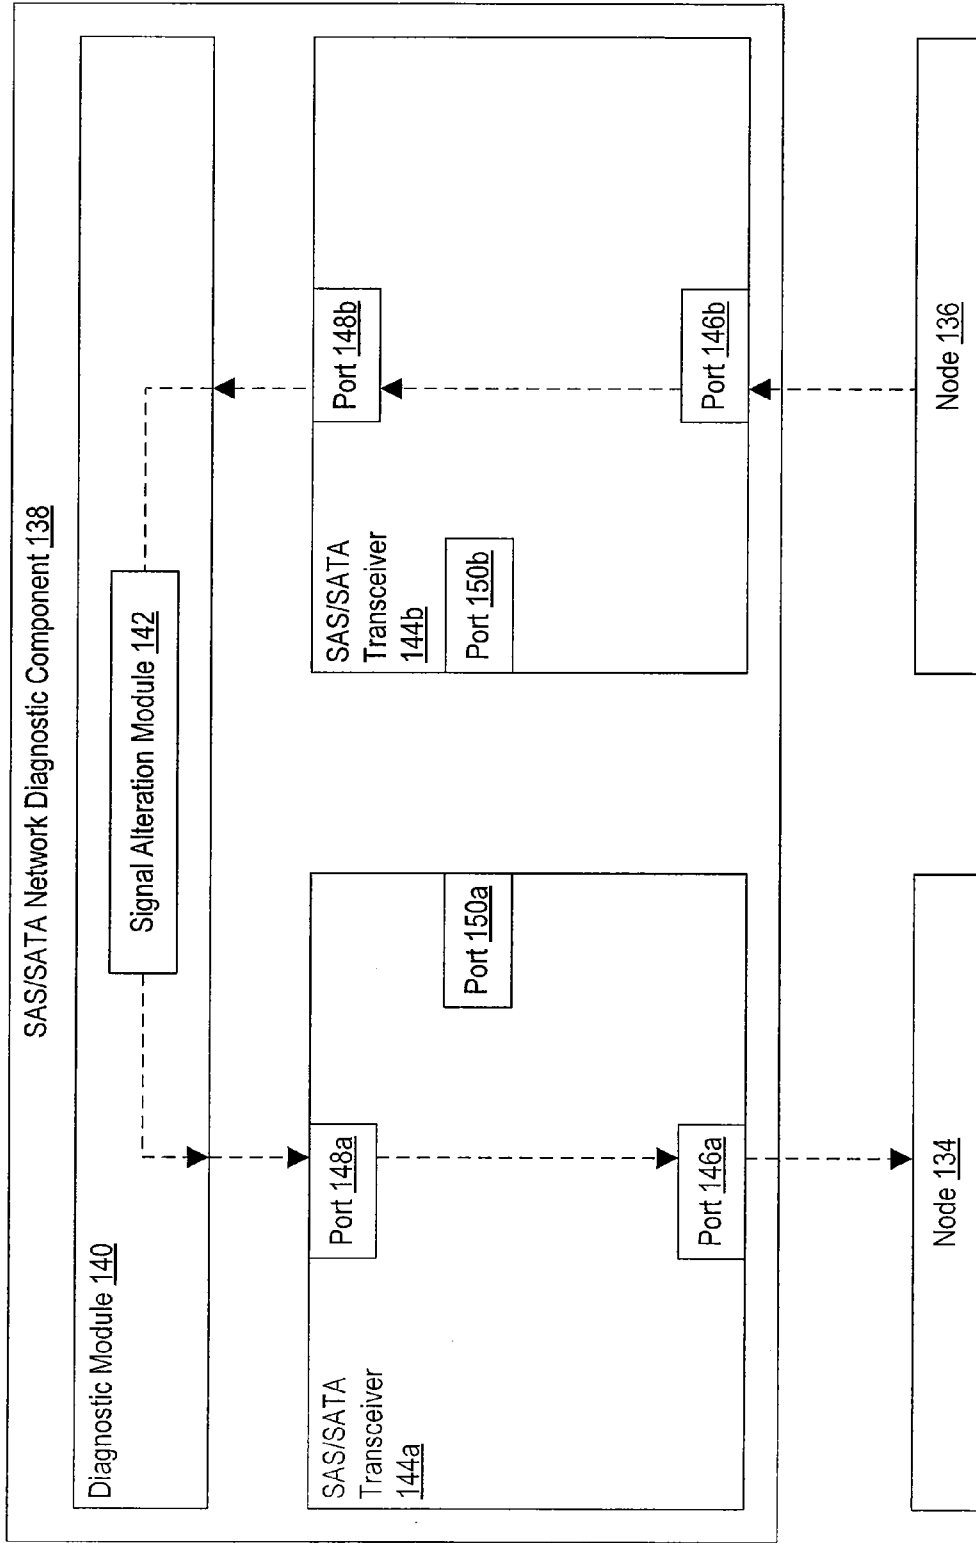 SAS/SATA Network Diagnostic Component 138
Diagnostic Module 140
Signal Alteration Module 142
SAS/SATA
Transceiver
144a
Port 148a
Port 150a
Port 146a
SAS/SATA
Transceiver
144b
Port 148b
Port 150b
Port 146b
Node 134
Node 136